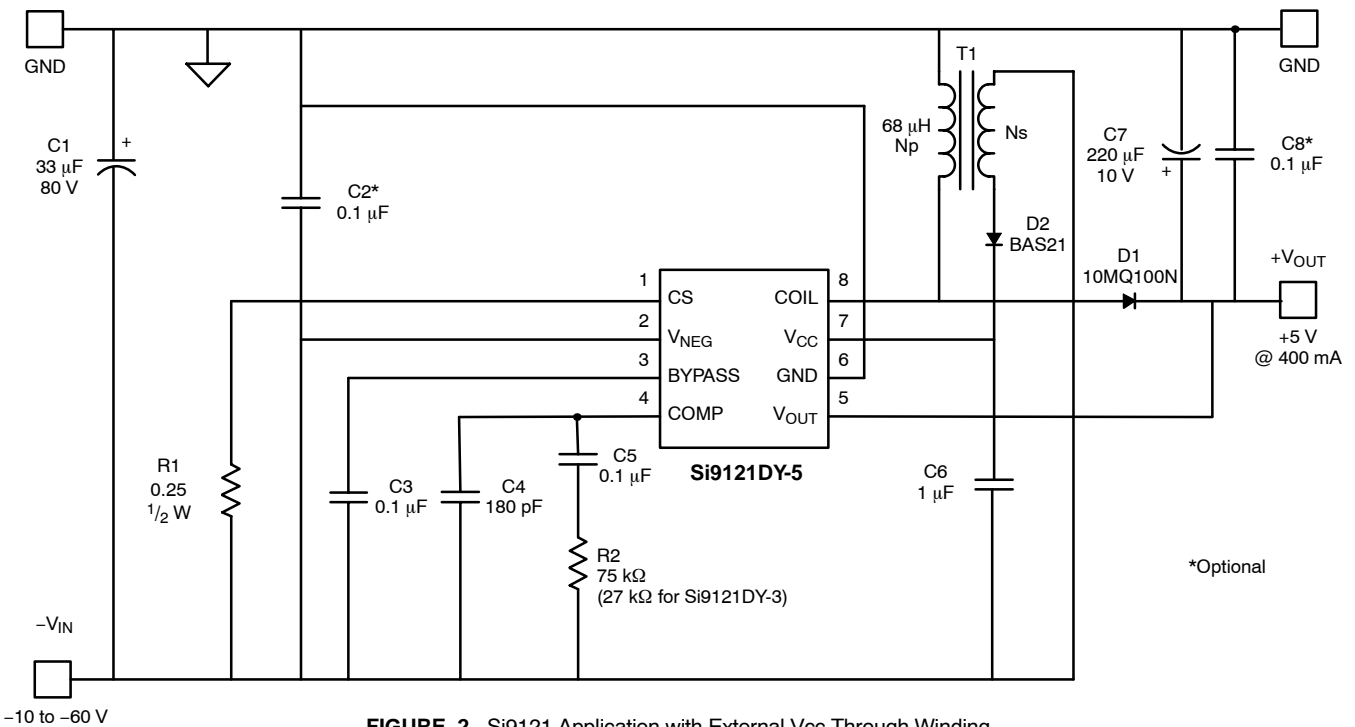 GND
GND
T1
C1
33 μF
80 V
+
68 μH
Np
Ns
C7
220 μF
10 V
+
C8*
0.1 μF
C2*
0.1 μF
D2
BAS21
D1
10MQ100N
+VOUT
+5 V
@ 400 mA
1
CS
COIL
8
2
VNEG
VCC
7
3
BYPASS
GND
6
4
COMP
VOUT
5
Si9121DY-5
R1
0.25
1/2 W
C3
0.1 μF
C4
180 pF
C5
0.1 μF
C6
1 μF
R2
75 kΩ
(27 kΩ for Si9121DY-3)
*Optional
−VIN
−10 to −60 V
FIGURE 2. Si9121 Application with External Vcc Through Winding